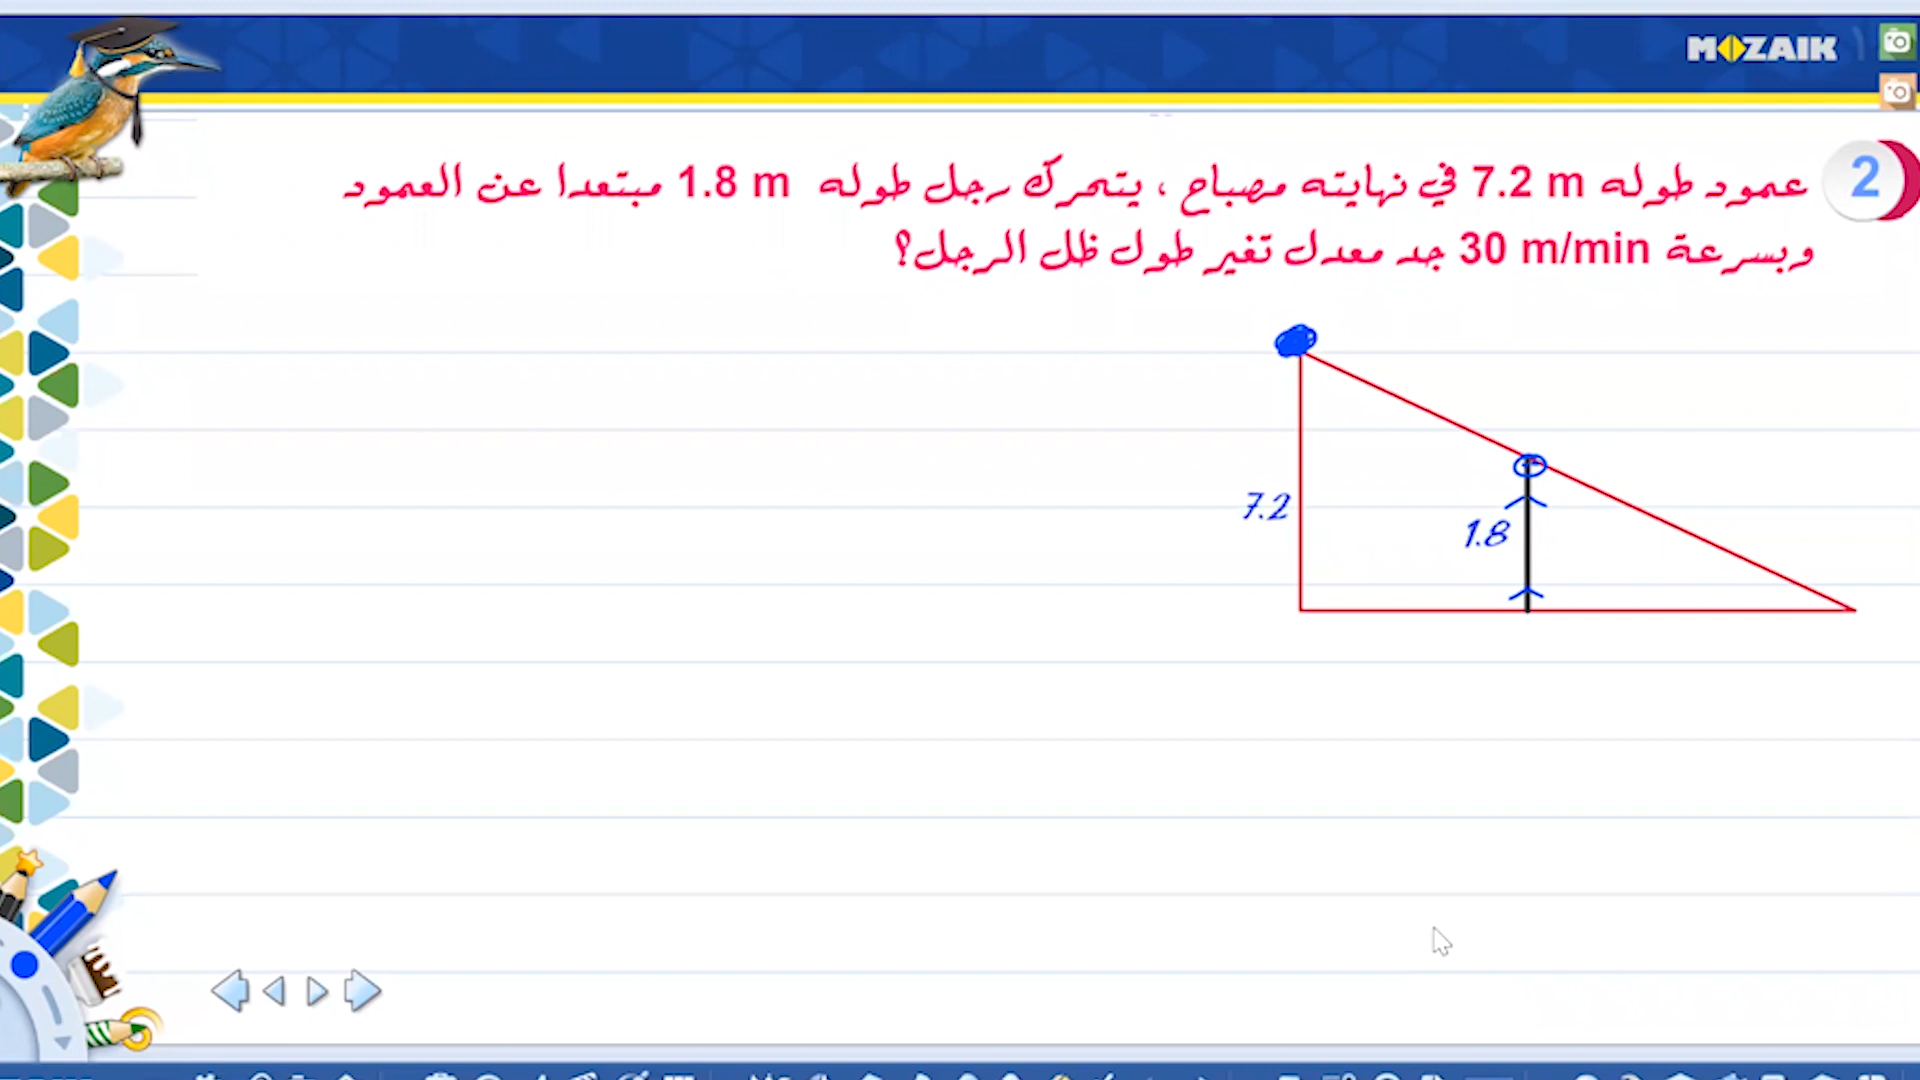 MOZAIK
2
عمود طوله 7.2 m في نهايته مصباح ، يتحرك رجل طوله 1.8 m مبتعدا عن العمود
وبسرعة 30 m/min جد معدل تغير طول ظل الرجل؟
7.2
1.8